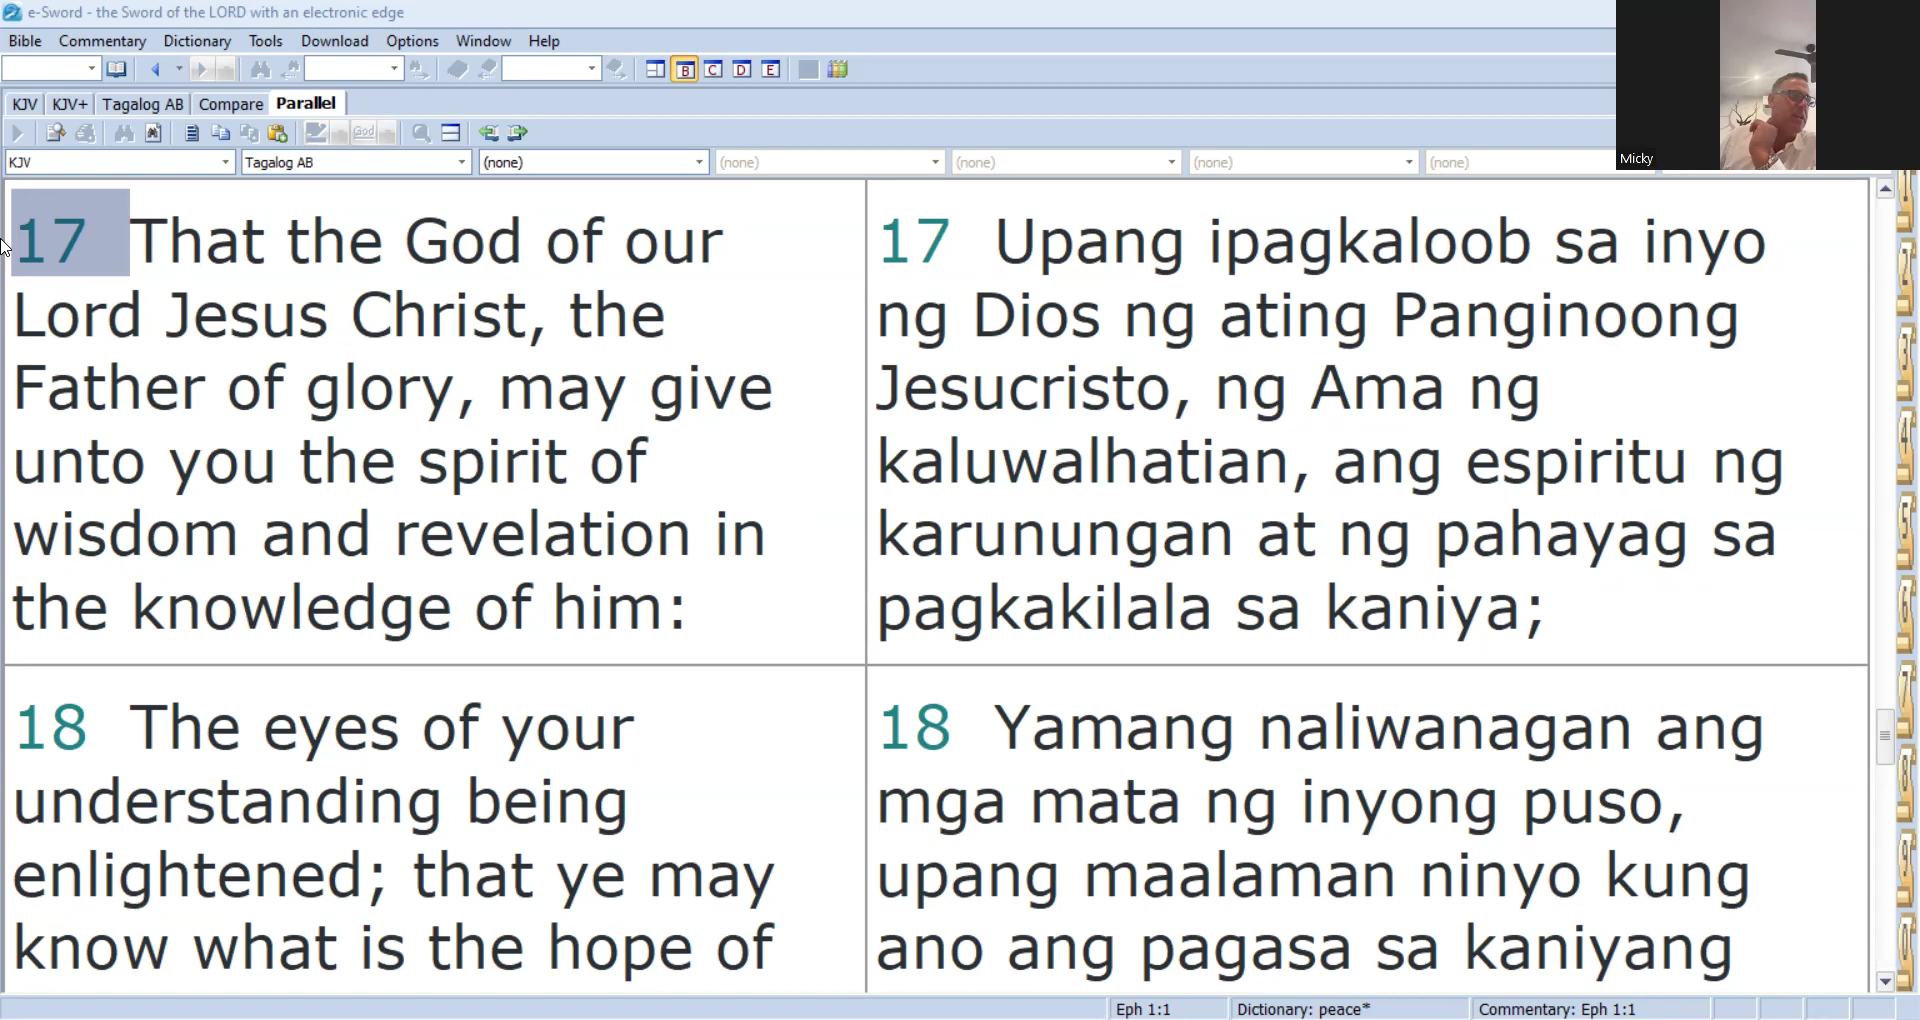 e-Sword - the Sword of the LORD with an electronic edge
Bible Commentary Dictionary Tools Download Options Window Help
B C D E
KJV KJV+ Tagalog AB Compare Parallel
God
KJV Tagalog AB (none) (none) (none) (none) (none)
Micky
17 That the God of our
Lord Jesus Christ, the
Father of glory, may give
unto you the spirit of
wisdom and revelation in
the knowledge of him:
17 Upang ipagkaloob sa inyo
ng Dios ng ating Panginoong
Jesucristo, ng Ama ng
kaluwalhatian, ang espiritu ng
karunungan at ng pahayag sa
pagkakilala sa kaniya;
18 The eyes of your
understanding being
enlightened; that ye may
know what is the hope of
18 Yamang naliwanagan ang
mga mata ng inyong puso,
upang maalaman ninyo kung
ano ang pagasa sa kaniyang
Eph 1:1 Dictionary: peace* Commentary: Eph 1:1